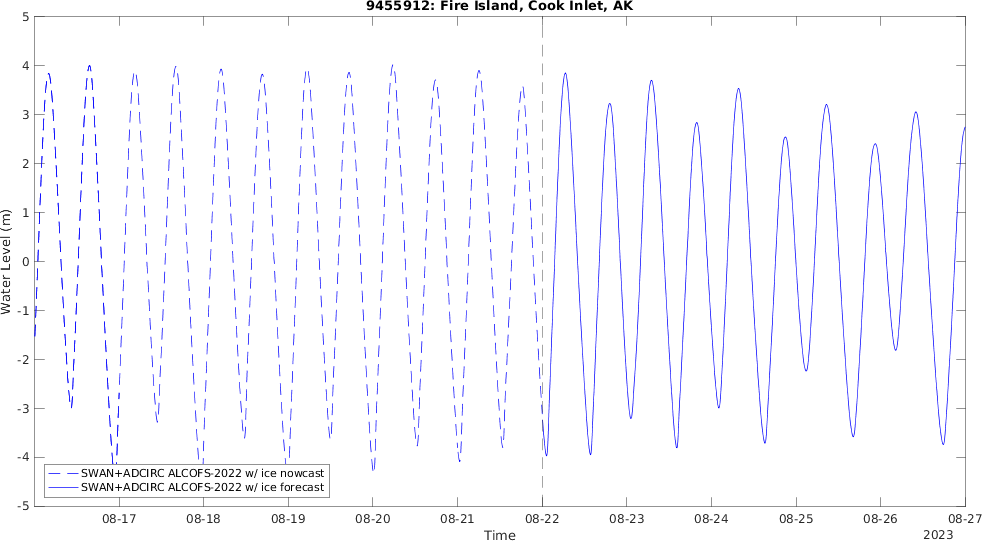 9455912: Fire Island, Cook Inlet, AK
Water Level (m)
5
4
3
2
1
0
-1
-2
-3
-4
-5
SWAN+ADCIRC ALCOFS-2022 w/ ice nowcast
SWAN+ADCIRC ALCOFS-2022 w/ ice forecast
08-17 08-18 08-19 08-20 08-21 08-22 08-23 08-24 08-25 08-26 08-27
Time
2023